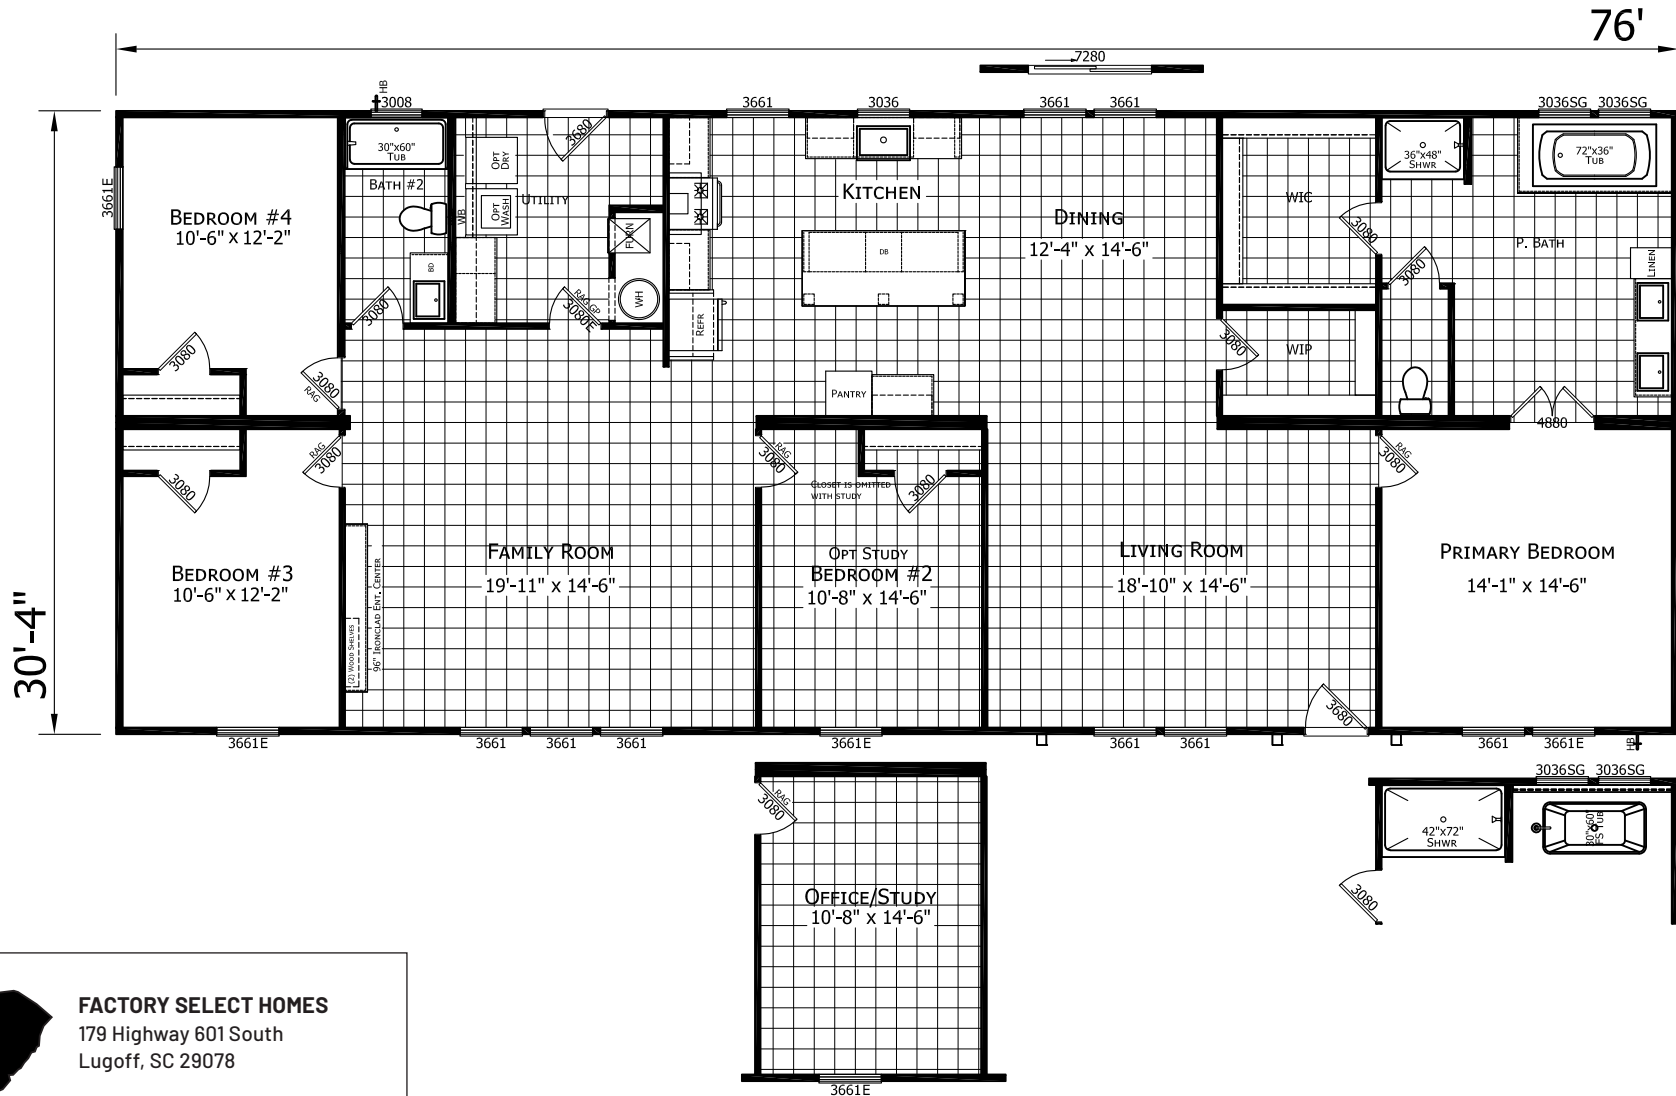 76'
7280
HB
3008
3661
3036
3661
3661
3036SG
3036SG
3680
30"x60"
TUB
OPT
DRY
36"x48"
SHWR
72"x36"
TUB
3661E
BATH #2
WB
OPT
WASH
UTILITY
KITCHEN
WIC
BEDROOM #4
10'-6" x 12'-2"
FURN
DINING
12'-4" x 14'-6"
3080
P. BATH
BD
DB
3080
LINEN
WH
RAG GP
3080E
3080
REFR
3080
WIP
3080
3080
RAG
PANTRY
4880
RAG
3080
3080
RAG
3080
CLOSET IS OMITTED
WITH STUDY
3080
RAG
3080
30'-4"
BEDROOM #3
10'-6" x 12'-2"
(2) WOOD SHELVES
96" IRONCLAD ENT. CENTER
FAMILY ROOM
19'-11" x 14'-6"
OPT STUDY
BEDROOM #2
10'-8" x 14'-6"
LIVING ROOM
18'-10" x 14'-6"
PRIMARY BEDROOM
14'-1" x 14'-6"
3680
3661E
3661
3661
3661
3661E
3661
3661
3661
3661E
HB
3036SG
3036SG
RAG
3080
42"x72"
SHWR
30"x60"
FS TUB
3080
OFFICE/STUDY
10'-8" x 14'-6"
3661E
FACTORY SELECT HOMES
179 Highway 601 South
Lugoff, SC 29078